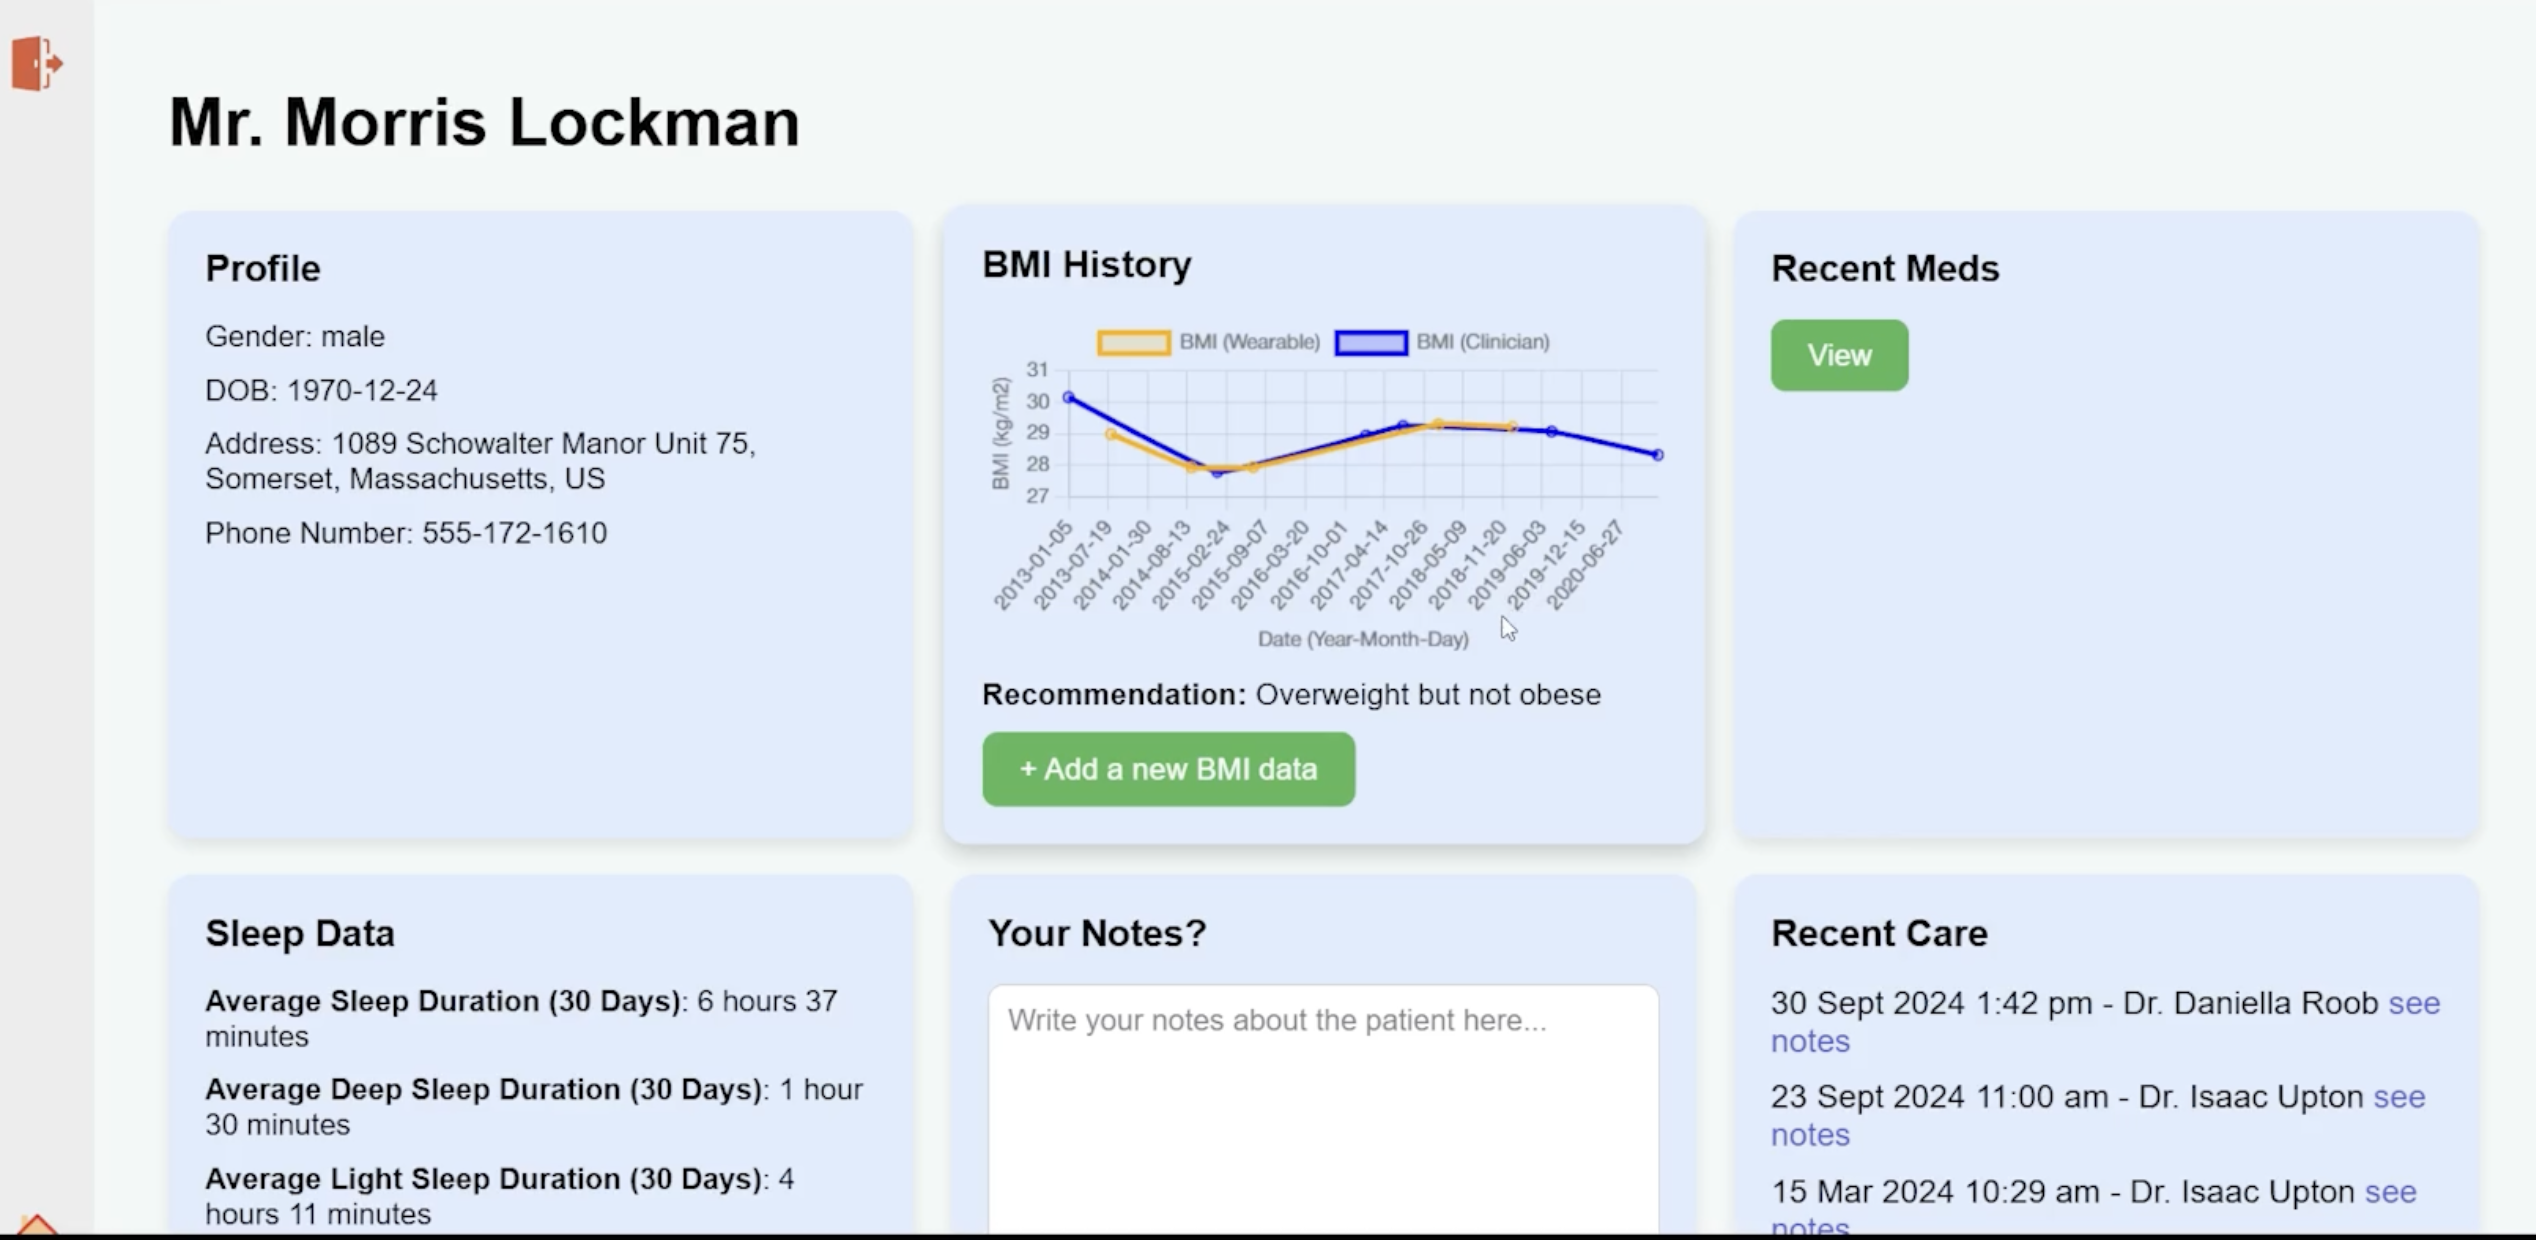 Mr. Morris Lockman
Profile
Gender: male
DOB: 1970-12-24
Address: 1089 Schowalter Manor Unit 75,
Somerset, Massachusetts, US
Phone Number: 555-172-1610
BMI History
BMI (Wearable) BMI (Clinician)
BMI (kg/m2)
31
30
29
28
27
2013-01-05
2013-07-19
2014-01-30
2014-08-13
2015-02-24
2015-09-07
2016-03-20
2016-10-01
2017-04-14
2017-10-26
2018-05-09
2018-11-20
2019-06-03
2019-12-15
2020-06-27
Date (Year-Month-Day)
Recommendation: Overweight but not obese
+ Add a new BMI data
Recent Meds
View
Sleep Data
Average Sleep Duration (30 Days): 6 hours 37
minutes
Average Deep Sleep Duration (30 Days): 1 hour
30 minutes
Average Light Sleep Duration (30 Days): 4
hours 11 minutes
Your Notes?
Write your notes about the patient here...
Recent Care
30 Sept 2024 1:42 pm - Dr. Daniella Roob see
notes
23 Sept 2024 11:00 am - Dr. Isaac Upton see
notes
15 Mar 2024 10:29 am - Dr. Isaac Upton see
notes